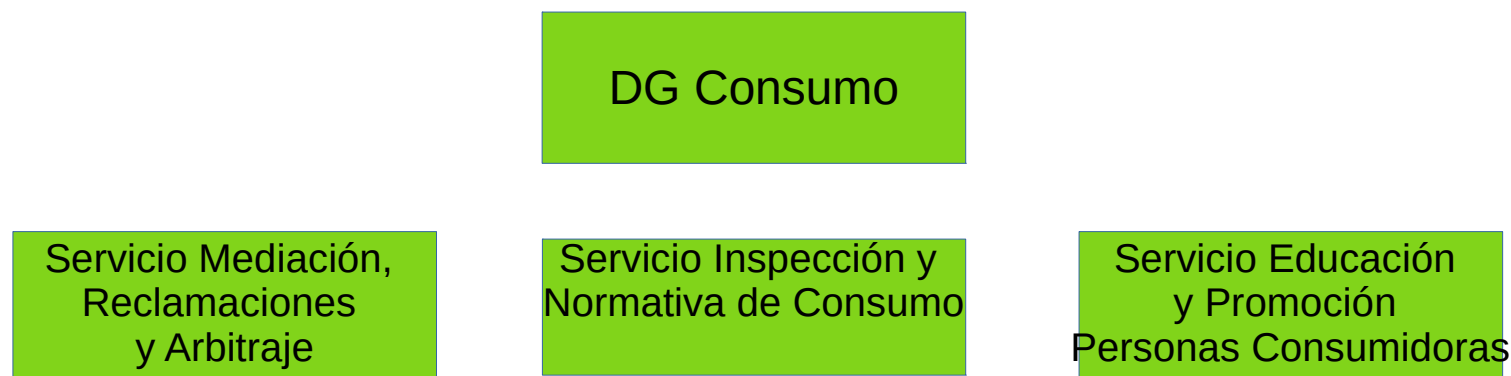 DG Consumo
Servicio Mediación,
Reclamaciones
y Arbitraje
Servicio Inspección y
Normativa de Consumo
Servicio Educación
y Promoción
Personas Consumidoras